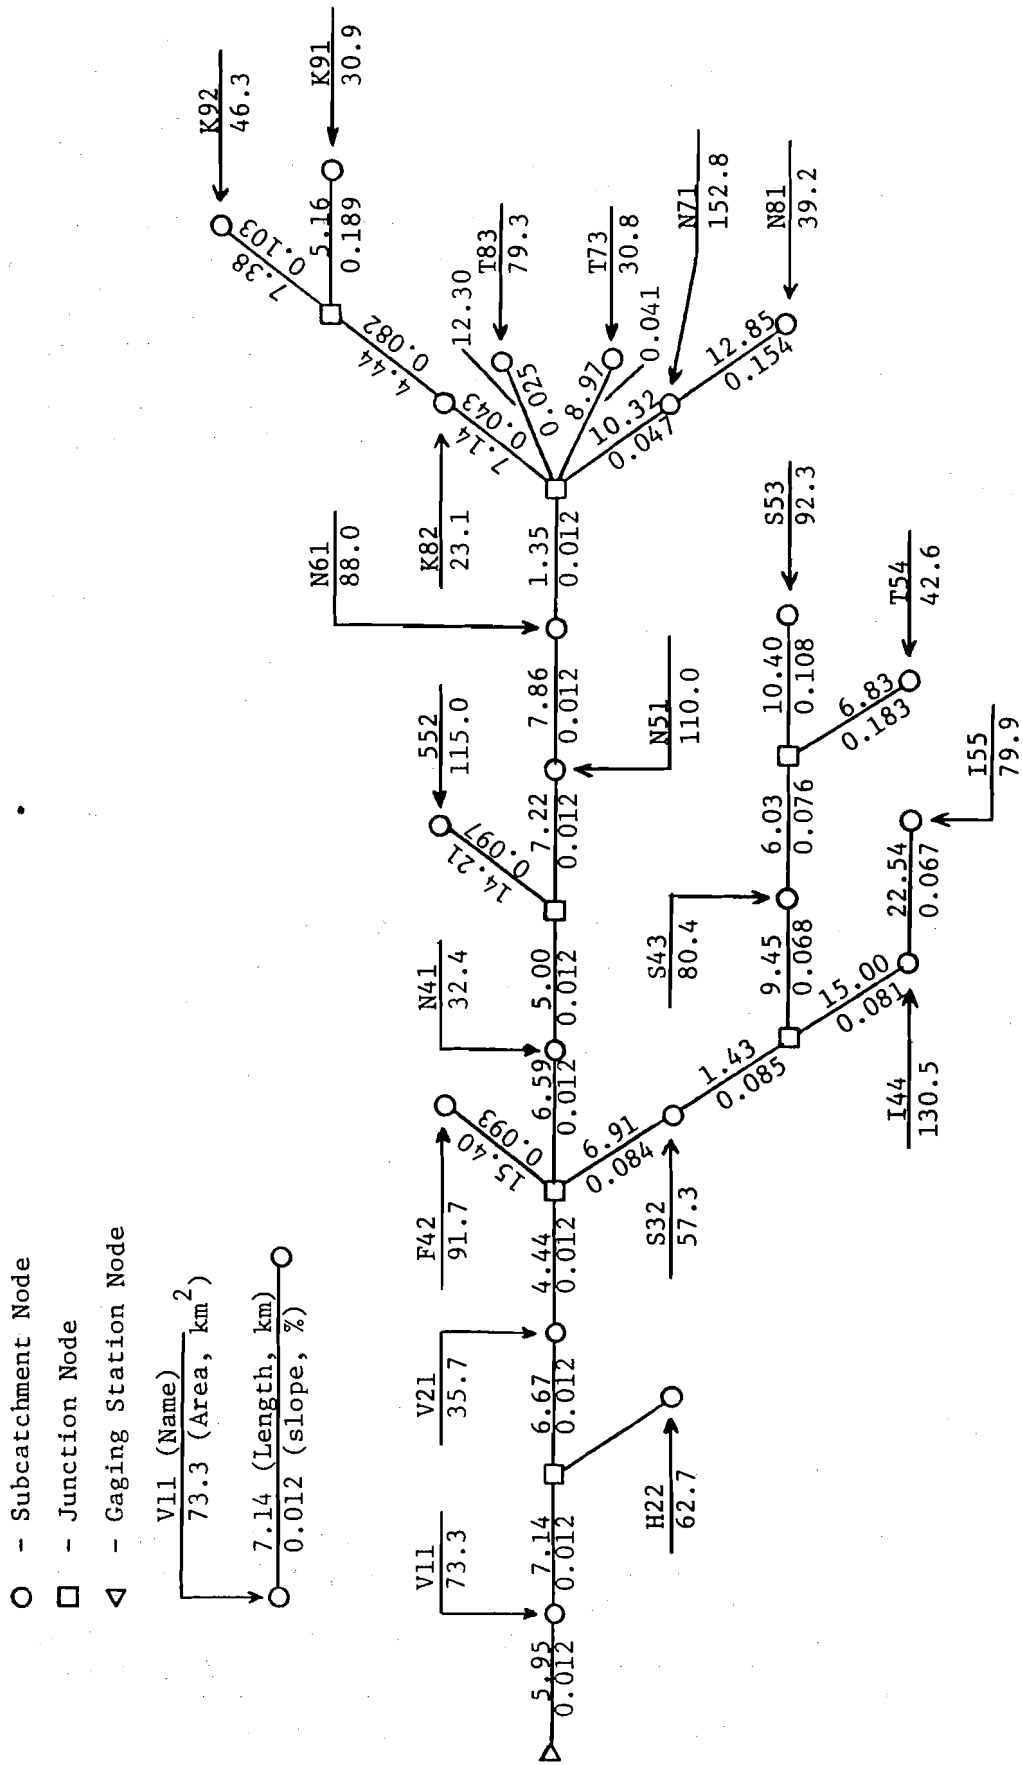 ○ - Subcatchment Node
□ - Junction Node
△ - Gaging Station Node
V11 (Name)
73.3 (Area, km2)
7.14 (Length, km)
0.012 (slope, %)
K92
46.3
K91
30.9
7.38
0.103
5.16
0.189
4.44
0.082
K82
23.1
7.14
0.043
12.30
T83
79.3
0.025
T73
30.8
8.97
0.041
N71
152.8
10.32
0.047
N81
39.2
12.85
0.154
N61
88.0
1.35
0.012
7.86
0.012
N51
110.0
7.22
0.012
552
115.0
14.21
0.097
5.00
0.012
N41
32.4
6.59
0.012
F42
91.7
15.40
0.093
4.44
0.012
V21
35.7
6.67
0.012
H22
62.7
V11
73.3
7.14
0.012
5.95
0.012
S53
92.3
10.40
0.108
T54
42.6
6.83
0.183
6.03
0.076
S43
80.4
9.45
0.068
I55
79.9
22.54
0.067
I44
130.5
15.00
0.081
1.43
0.085
S32
57.3
6.91
0.084